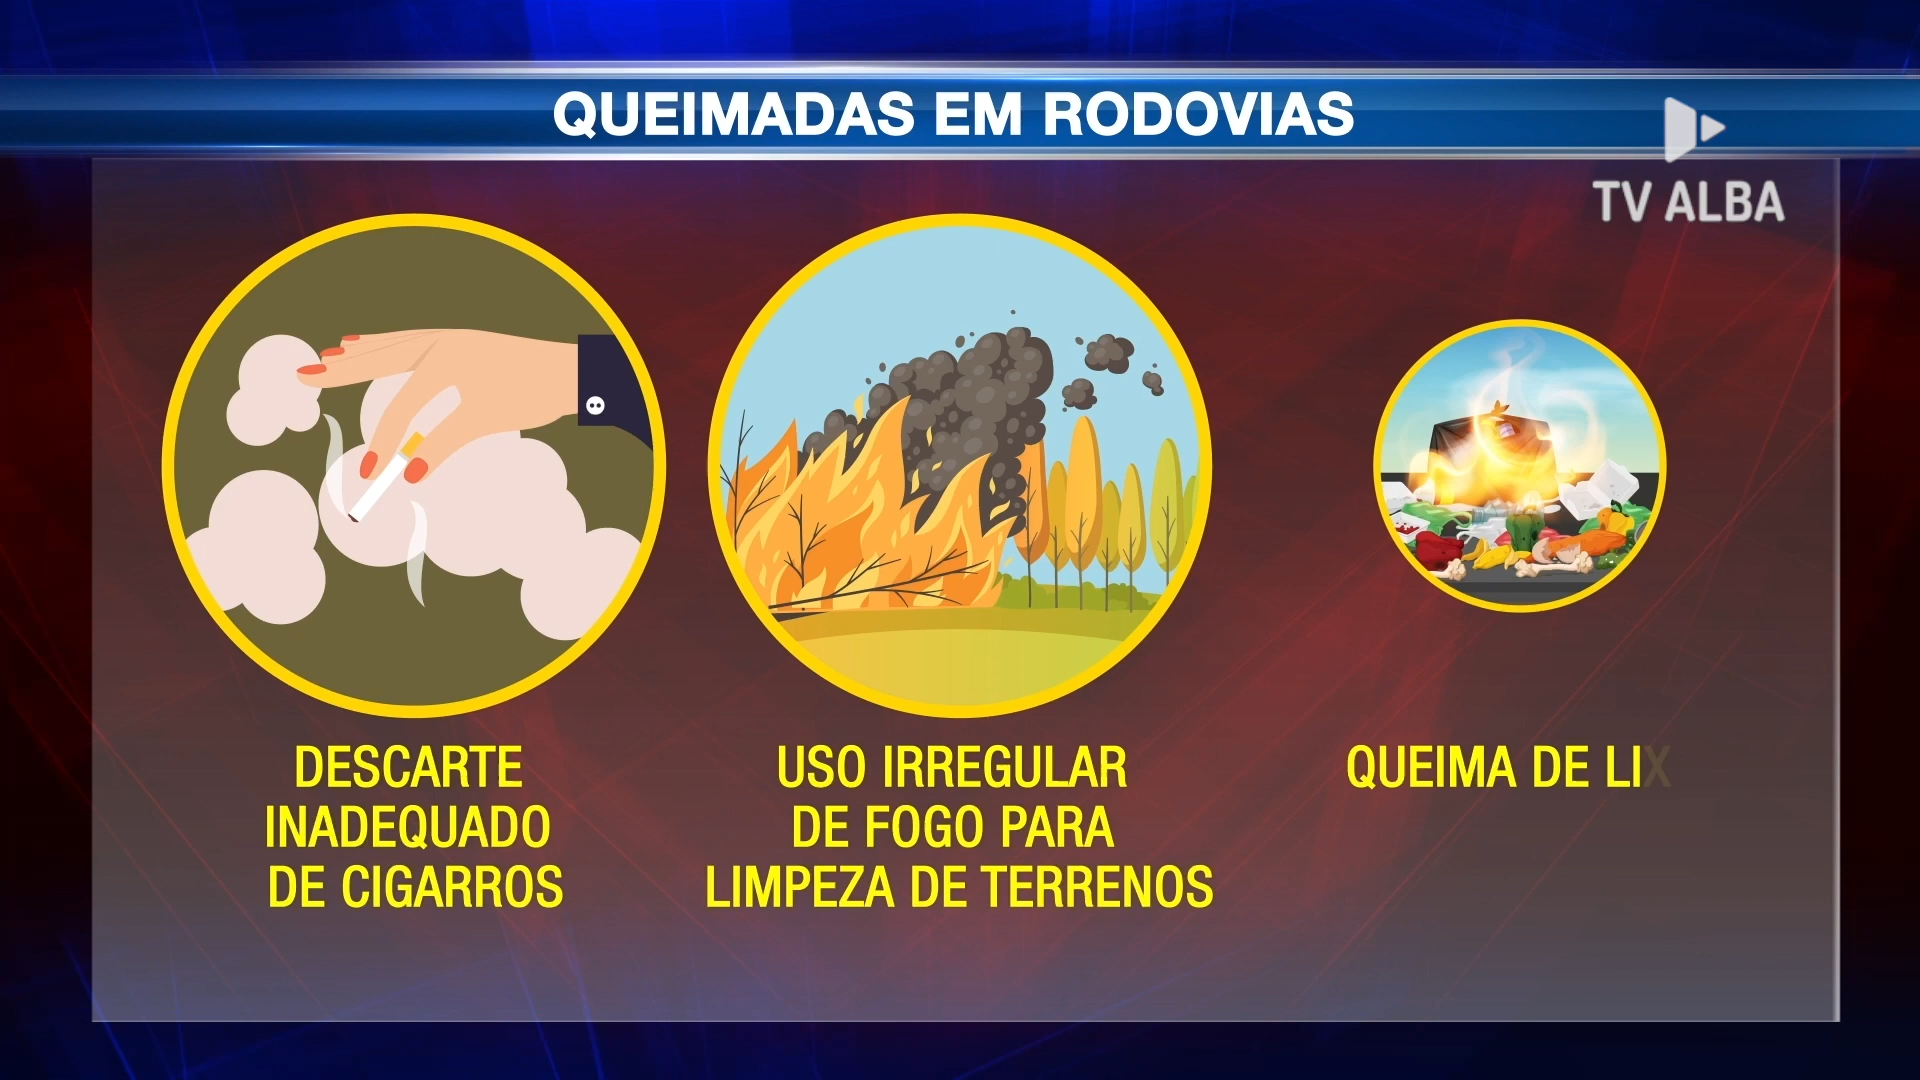 QUEIMADAS EM RODOVIAS
TV ALBA
DESCARTE
INADEQUADO
DE CIGARROS
USO IRREGULAR
DE FOGO PARA
LIMPEZA DE TERRENOS
QUEIMA DE LIX